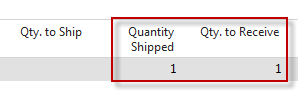 Qty. to Ship Quantity Qty. to Receive
Shipped
1 1